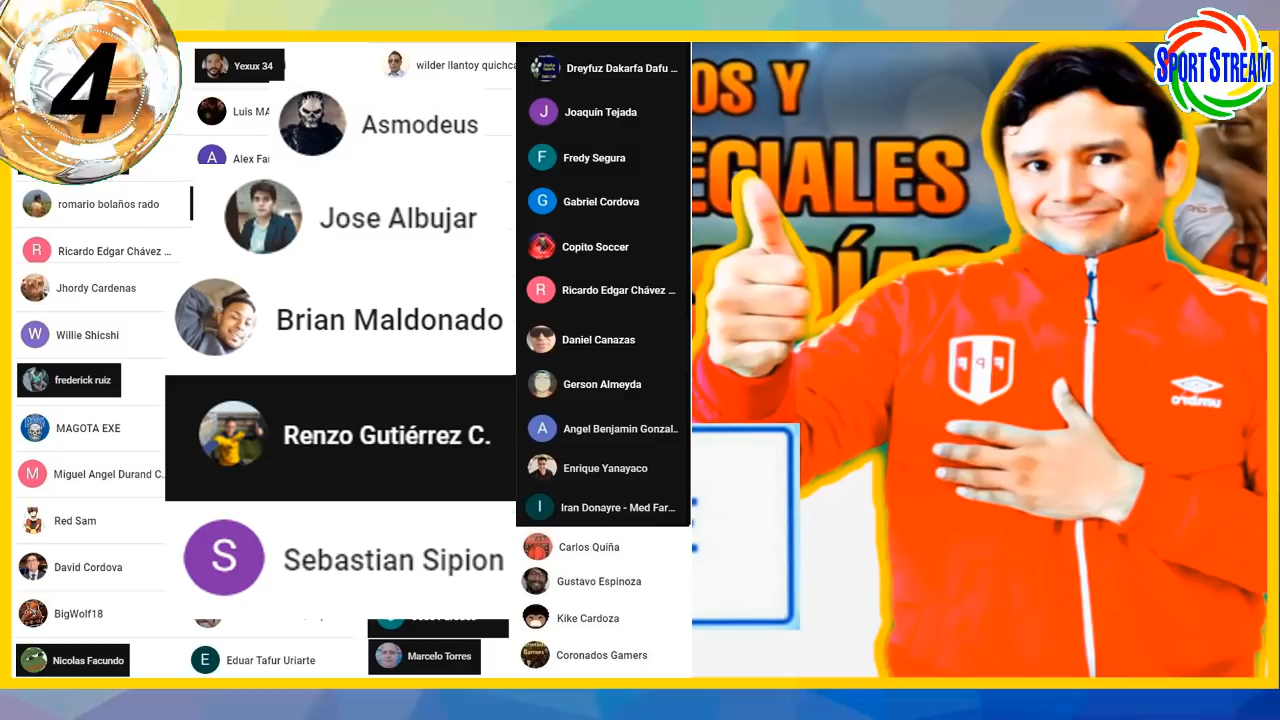 4
Yexux 34
wilder llantoy quichca
Luis MA
Alex Fa
romario bolaños rado
Ricardo Edgar Chávez ...
Jhordy Cardenas
Willie Shicshi
frederick ruiz
MAGOTA EXE
Miguel Angel Durand C.
Red Sam
David Cordova
BigWolf18
Nicolas Facundo
Asmodeus
Jose Albujar
Brian Maldonado
Renzo Gutiérrez C.
S
Sebastian Sipion
E
Eduar Tafur Uriarte
Marcelo Torres
Dreyfuz Dakarfa Dafu ...
J
Joaquín Tejada
F
Fredy Segura
G
Gabriel Cordova
Copito Soccer
R
Ricardo Edgar Chávez ...
Daniel Canazas
Gerson Almeyda
A
Angel Benjamin Gonzal..
Enrique Yanayaco
I
Iran Donayre - Med Far...
Carlos Quiña
Gustavo Espinoza
Kike Cardoza
Coronados Gamers
OS Y
ECIALES
SPORT STREAM